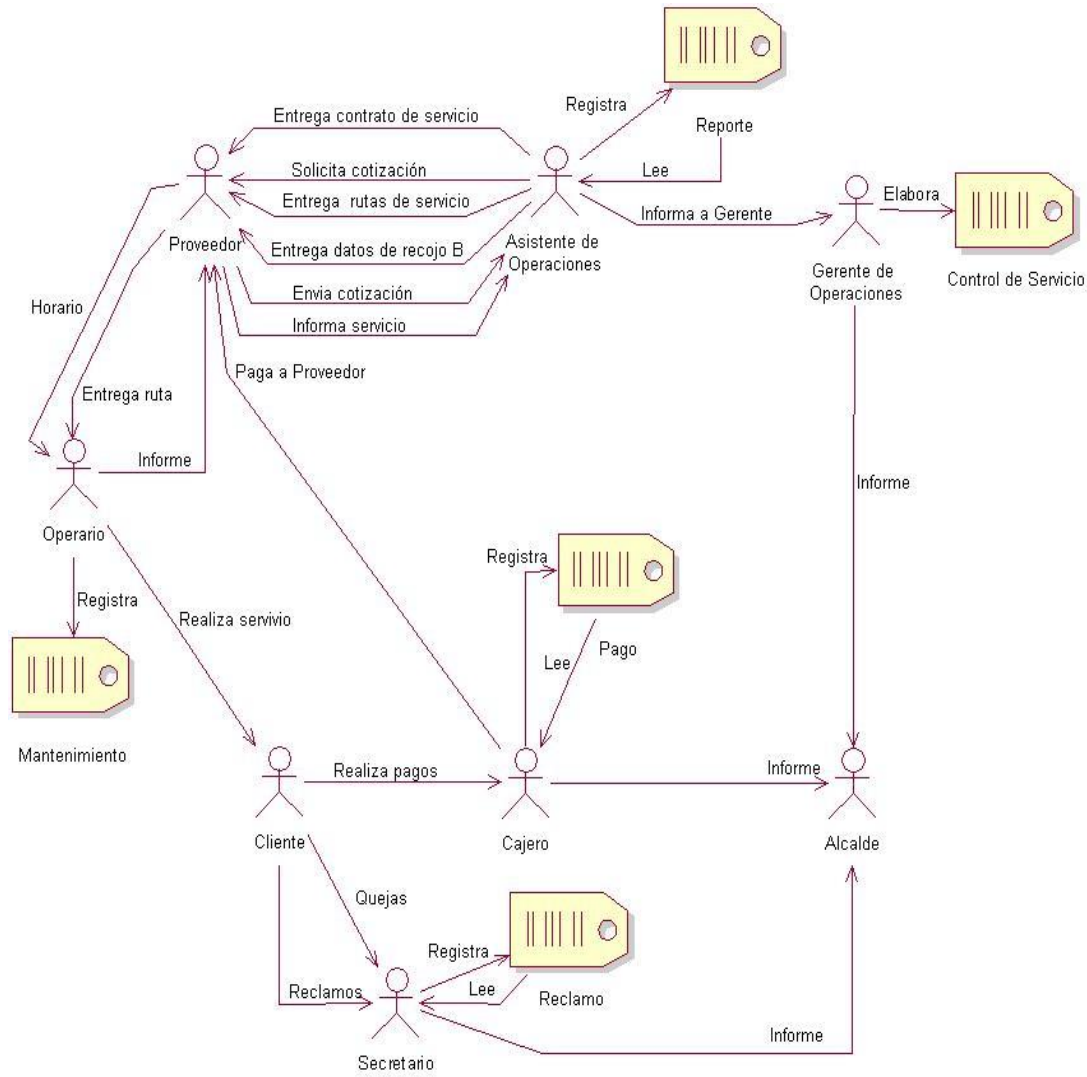 Entrega contrato de servicio
Registra
Reporte
Solicita cotización
Lee
Entrega rutas de servicio
Informa a Gerente
Elabora
Proveedor
Entrega datos de recojo B
Asistente de
Operaciones
Gerente de
Operaciones
Control de Servicio
Envia cotización
Horario
Informa servicio
Paga a Proveedor
Entrega ruta
Informe
Informe
Operario
Registra
Registra
Realiza servivio
Lee
Pago
Mantenimiento
Realiza pagos
Informe
Cliente
Cajero
Alcalde
Quejas
Registra
Reclamos
Lee
Reclamo
Informe
Secretario